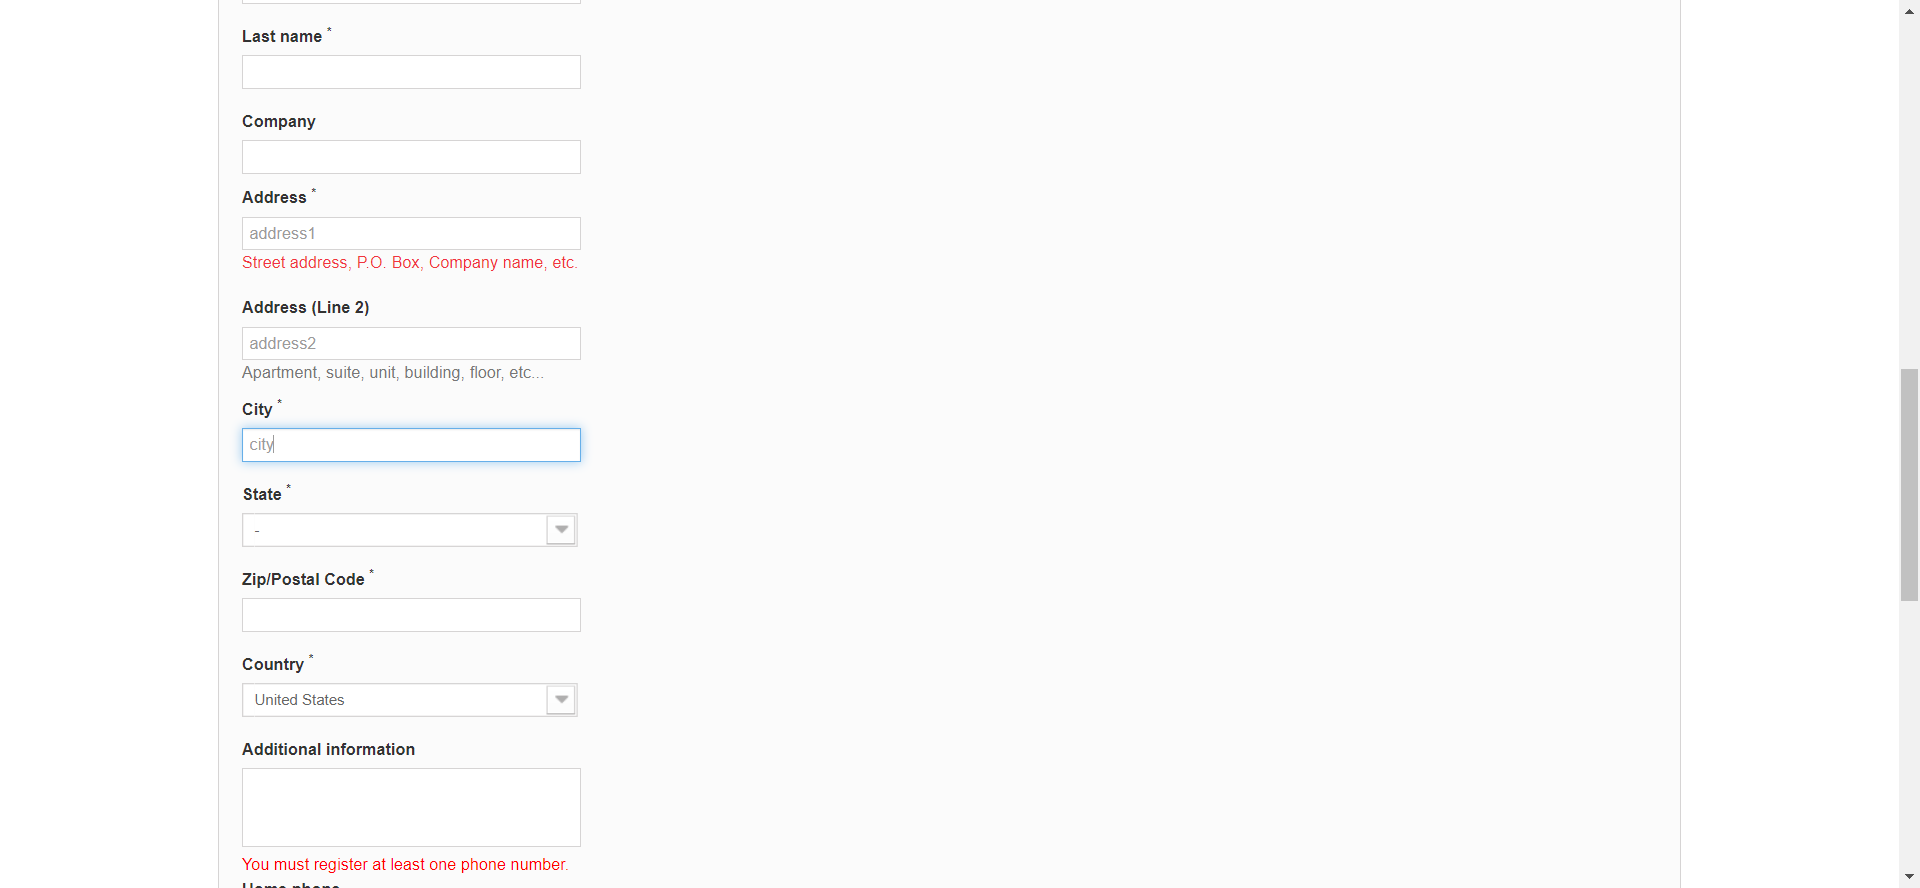 Last name *
Company
Address *
address1
Street address, P.O. Box, Company name, etc.
Address (Line 2)
address2
Apartment, suite, unit, building, floor, etc...
City *
city
State *
-
Zip/Postal Code *
Country *
United States
Additional information
You must register at least one phone number.
Home phone